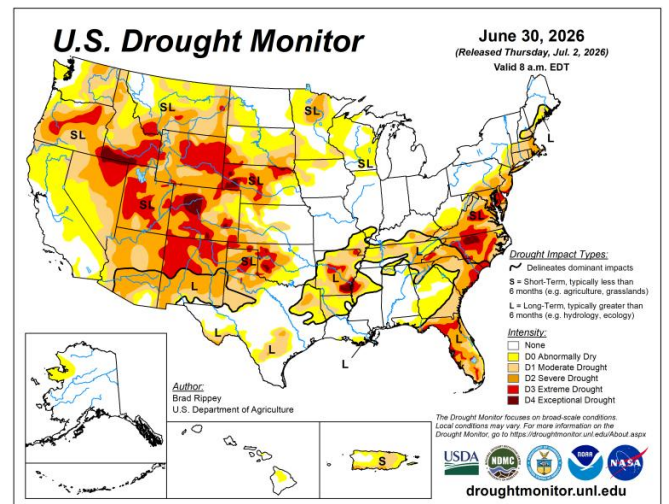 U.S. Drought Monitor
June 30, 2026
(Released Thursday, Jul. 2, 2026)
Valid 8 a.m. EDT
SL
SL
L
SL
SL
SL
SL
SL
SL
L
L
L
L
L
L
L
S
Drought Impact Types:
Delineates dominant impacts
S = Short-Term, typically less than
6 months (e.g. agriculture, grasslands)
L = Long-Term, typically greater than
6 months (e.g. hydrology, ecology)
Intensity:
None
D0 Abnormally Dry
D1 Moderate Drought
D2 Severe Drought
D3 Extreme Drought
D4 Exceptional Drought
Author:
Brad Rippey
U.S. Department of Agriculture
The Drought Monitor focuses on broad-scale conditions.
Local conditions may vary. For more information on the
Drought Monitor, go to https://droughtmonitor.unl.edu/About.aspx
USDA
NDMC
NOAA
NASA
droughtmonitor.unl.edu